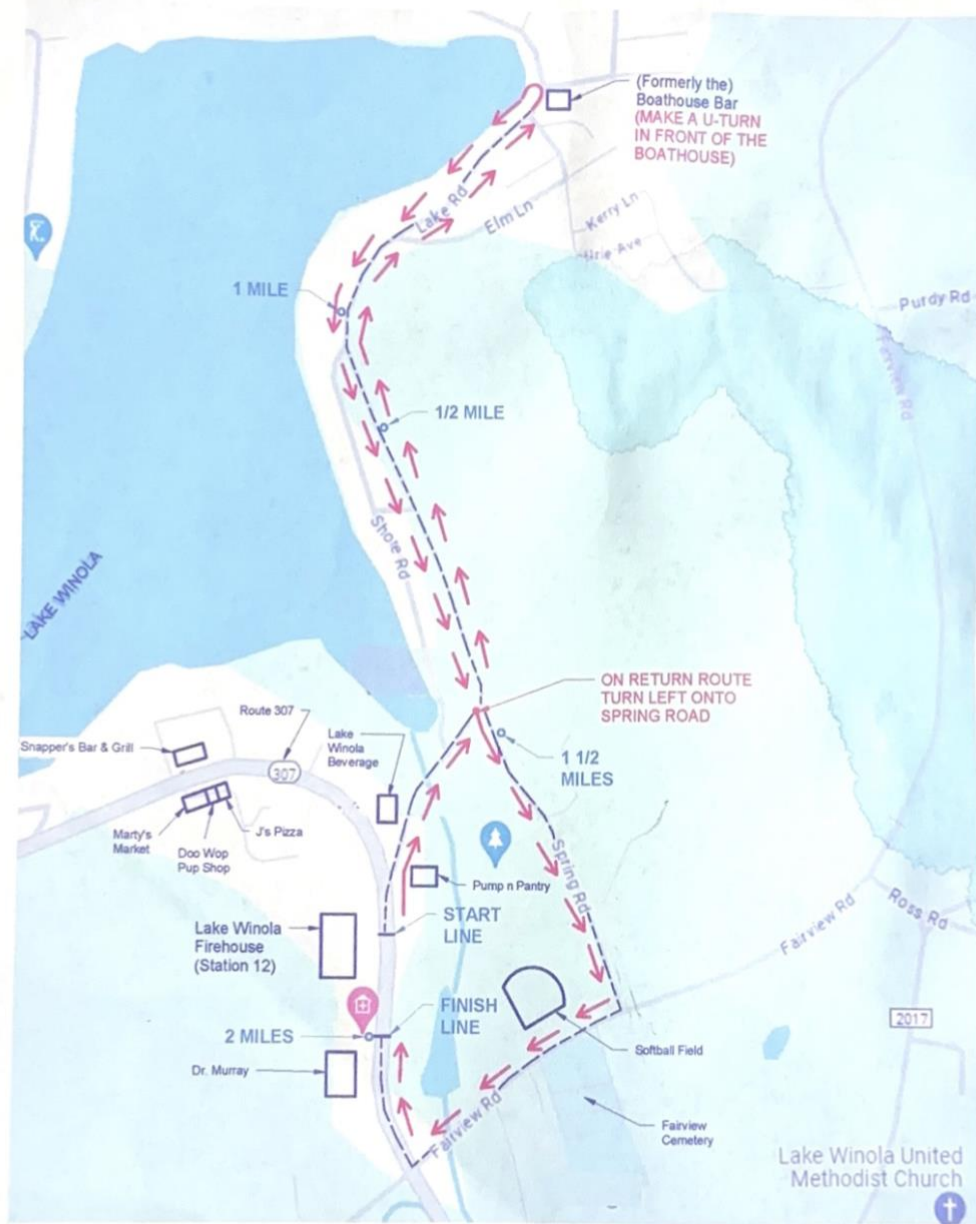 (Formerly the)
Boathouse Bar
(MAKE A U-TURN
IN FRONT OF THE
BOATHOUSE)
Lake Rd
Elm Ln
Kerry Ln
1 MILE
Purdy Rd
1/2 MILE
Shore Rd
LAKE WINOLA
ON RETURN ROUTE
TURN LEFT ONTO
SPRING ROAD
Route 307
Snapper's Bar & Grill
Lake
Winola
Beverage
307
1 1/2
MILES
Marty's
Market
Doo Wop
Pup Shop
J's Pizza
Spring Rd
Pump n Pantry
START
LINE
Fairview Rd
Ross Rd
Lake Winola
Firehouse
(Station 12)
FINISH
LINE
2 MILES
2017
Softball Field
Dr. Murray
Fairview Rd
Fairview
Cemetery
Lake Winola United
Methodist Church